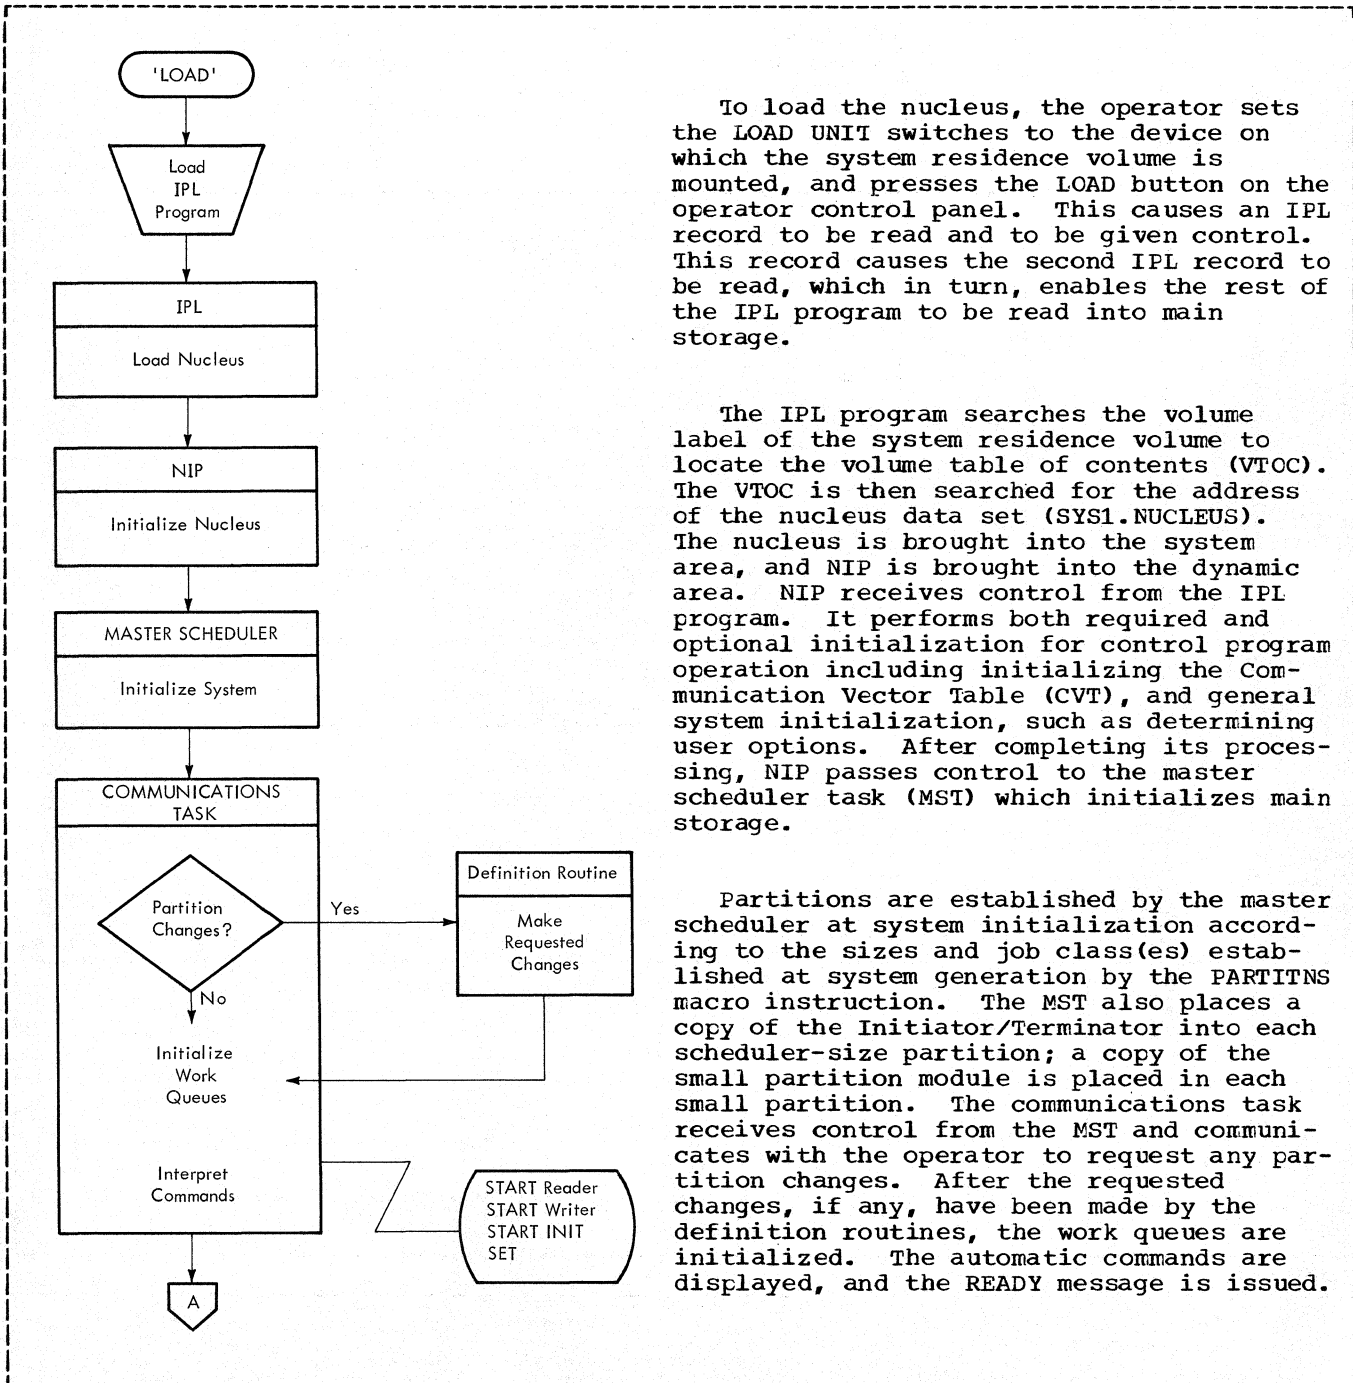 'LOAD'
Load
IPL
Program
IPL
Load Nucleus
NIP
Initialize Nucleus
MASTER SCHEDULER
Initialize System
COMMUNICATIONS
TASK
Partition
Changes?
Yes
No
Definition Routine
Make
Requested
Changes
Initialize
Work
Queues
Interpret
Commands
START Reader
START Writer
START INIT
SET
A
To load the nucleus, the operator sets
the LOAD UNIT switches to the device on
which the system residence volume is
mounted, and presses the LOAD button on the
operator control panel. This causes an IPL
record to be read and to be given control.
This record causes the second IPL record to
be read, which in turn, enables the rest of
the IPL program to be read into main
storage.
The IPL program searches the volume
label of the system residence volume to
locate the volume table of contents (VTOC).
The VTOC is then searched for the address
of the nucleus data set (SYS1.NUCLEUS).
The nucleus is brought into the system
area, and NIP is brought into the dynamic
area. NIP receives control from the IPL
program. It performs both required and
optional initialization for control program
operation including initializing the Com-
munication Vector Table (CVT), and general
system initialization, such as determining
user options. After completing its proces-
sing, NIP passes control to the master
scheduler task (MST) which initializes main
storage.
Partitions are established by the master
scheduler at system initialization accord-
ing to the sizes and job class(es) estab-
lished at system generation by the PARTITNS
macro instruction. The MST also places a
copy of the Initiator/Terminator into each
scheduler-size partition; a copy of the
small partition module is placed in each
small partition. The communications task
receives control from the MST and communi-
cates with the operator to request any par-
tition changes. After the requested
changes, if any, have been made by the
definition routines, the work queues are
initialized. The automatic commands are
displayed, and the READY message is issued.